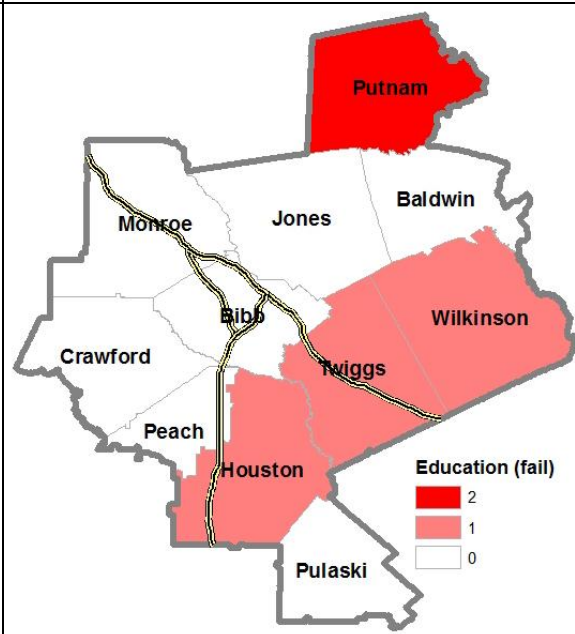 Putnam
Baldwin
Jones
Monroe
Wilkinson
Bibb
Crawford
Twiggs
Peach
Houston
Education (fail)
2
1
0
Pulaski